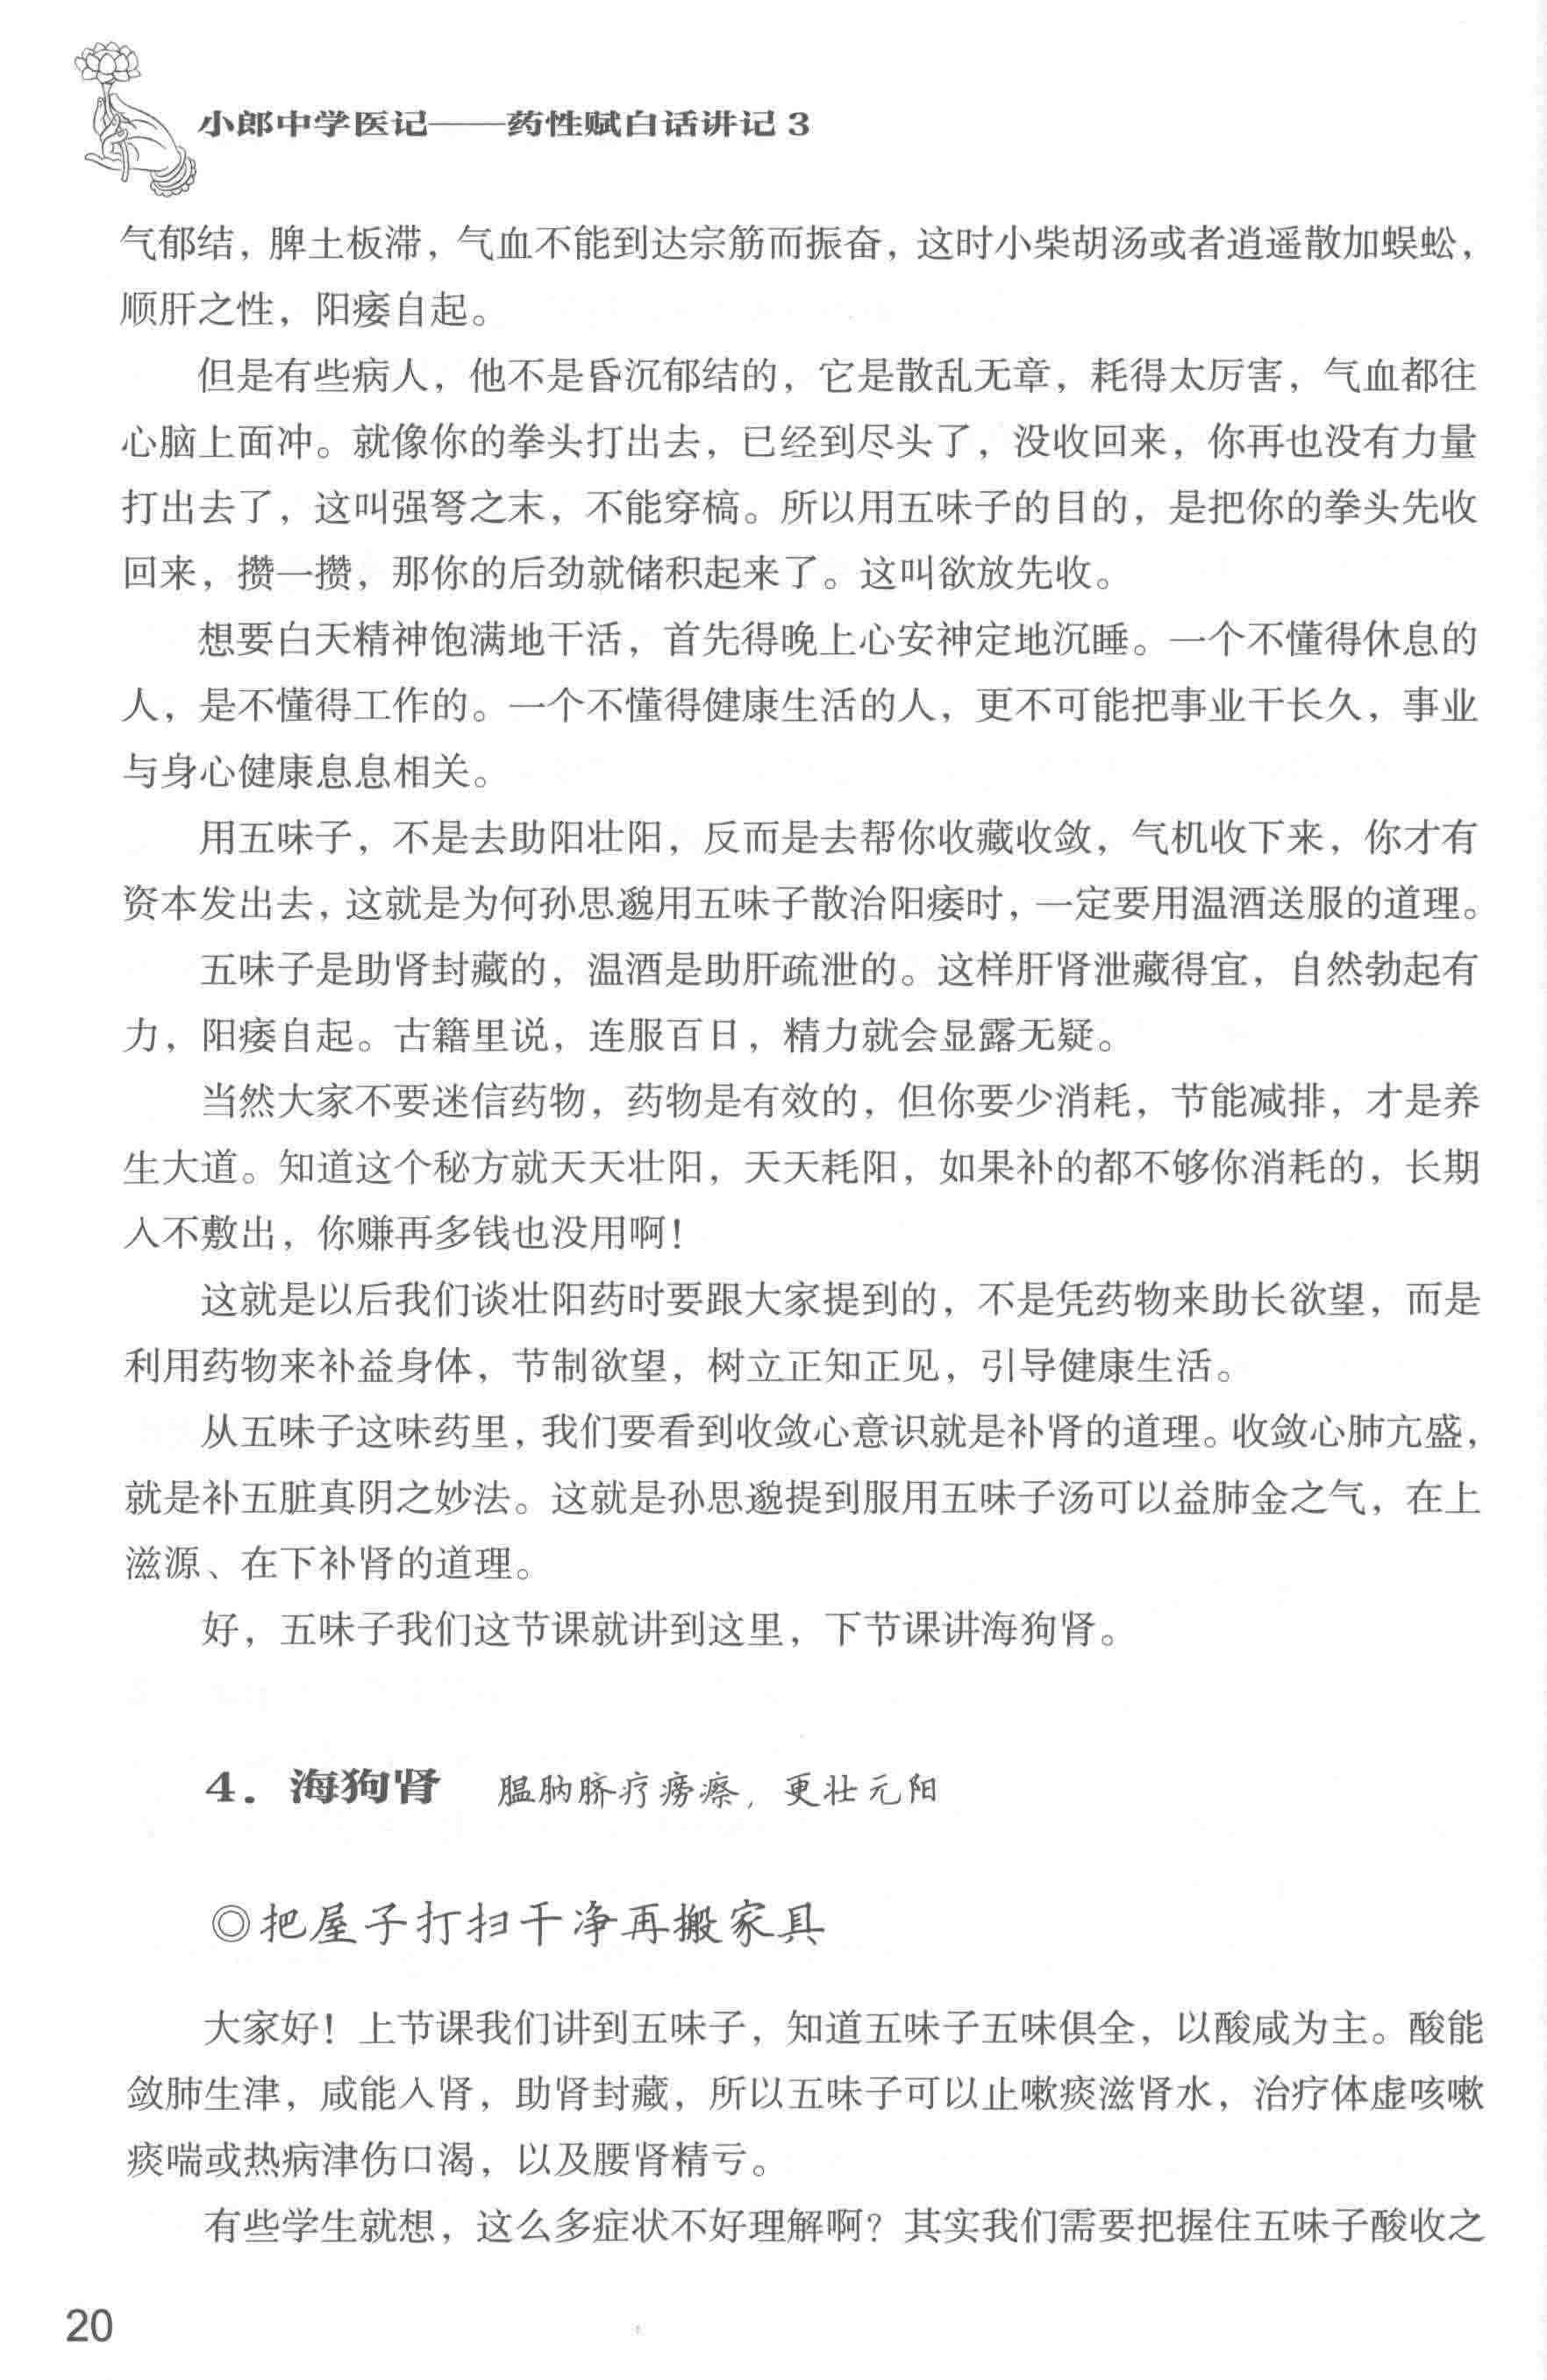 小郎中学医记——药性赋白话讲记 3
气郁结，脾土板滞，气血不能到达宗筋而振奋，这时小柴胡汤或者逍遥散加蜈蚣，
顺肝之性，阳痿自起。
但是有些病人，他不是昏沉郁结的，它是散乱无章，耗得太厉害，气血都往
心脑上面冲。就像你的拳头打出去，已经到尽头了，没收回来，你再也没有力量
打出去了，这叫强弩之末，不能穿槁。所以用五味子的目的，是把你的拳头先收
回来，攒一攒，那你的后劲就储积起来了。这叫欲放先收。
想要白天精神饱满地干活，首先得晚上心安神定地沉睡。一个不懂得休息的
人，是不懂得工作的。一个不懂得健康生活的人，更不可能把事业干长久，事业
与身心健康息息相关。
用五味子，不是去助阳壮阳，反而是去帮你收藏收敛，气机收下来，你才有
资本发出去，这就是为何孙思邈用五味子散治阳痿时，一定要用温酒送服的道理。
五味子是助肾封藏的，温酒是助肝疏泄的。这样肝肾泄藏得宜，自然勃起有
力，阳痿自起。古籍里说，连服百日，精力就会显露无疑。
当然大家不要迷信药物，药物是有效的，但你要少消耗，节能减排，才是养
生大道。知道这个秘方就天天壮阳，天天耗阳，如果补的都不够你消耗的，长期
入不敷出，你赚再多钱也没用啊！
这就是以后我们谈壮阳药时要跟大家提到的，不是凭药物来助长欲望，而是
利用药物来补益身体，节制欲望，树立正知正见，引导健康生活。
从五味子这味药里，我们要看到收敛心意识就是补肾的道理。收敛心肺亢盛，
就是补五脏真阴之妙法。这就是孙思邈提到服用五味子汤可以益肺金之气，在上
滋源、在下补肾的道理。
好，五味子我们这节课就讲到这里，下节课讲海狗肾。
4．海狗肾 腽肭脐疗痨瘵，更壮元阳
◎把屋子打扫干净再搬家具
大家好！上节课我们讲到五味子，知道五味子五味俱全，以酸咸为主。酸能
敛肺生津，咸能入肾，助肾封藏，所以五味子可以止嗽痰滋肾水，治疗体虚咳嗽
痰喘或热病津伤口渴，以及腰肾精亏。
有些学生就想，这么多症状不好理解啊？其实我们需要把握住五味子酸收之
20